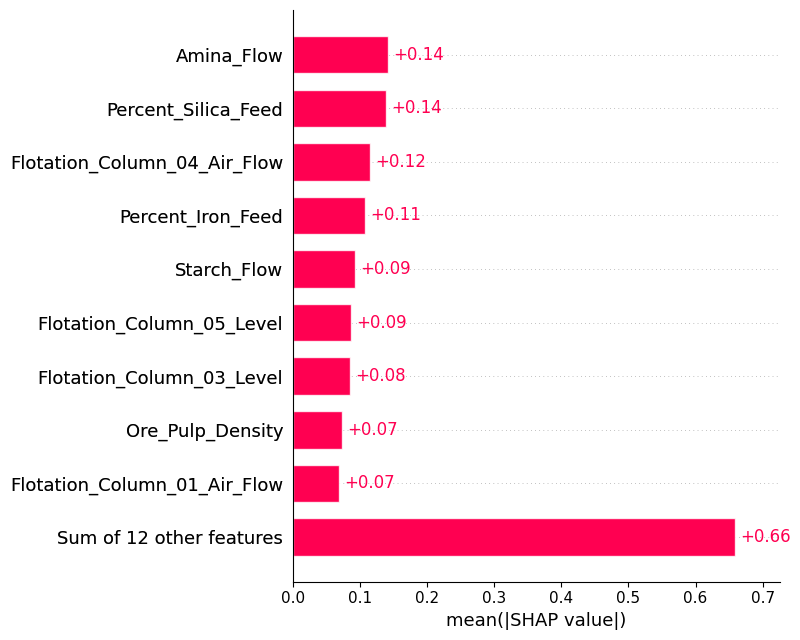 Amina_Flow +0.14
Percent_Silica_Feed +0.14
Flotation_Column_04_Air_Flow +0.12
Percent_Iron_Feed +0.11
Starch_Flow +0.09
Flotation_Column_05_Level +0.09
Flotation_Column_03_Level +0.08
Ore_Pulp_Density +0.07
Flotation_Column_01_Air_Flow +0.07
Sum of 12 other features +0.66
0.0 0.1 0.2 0.3 0.4 0.5 0.6 0.7
mean(|SHAP value|)